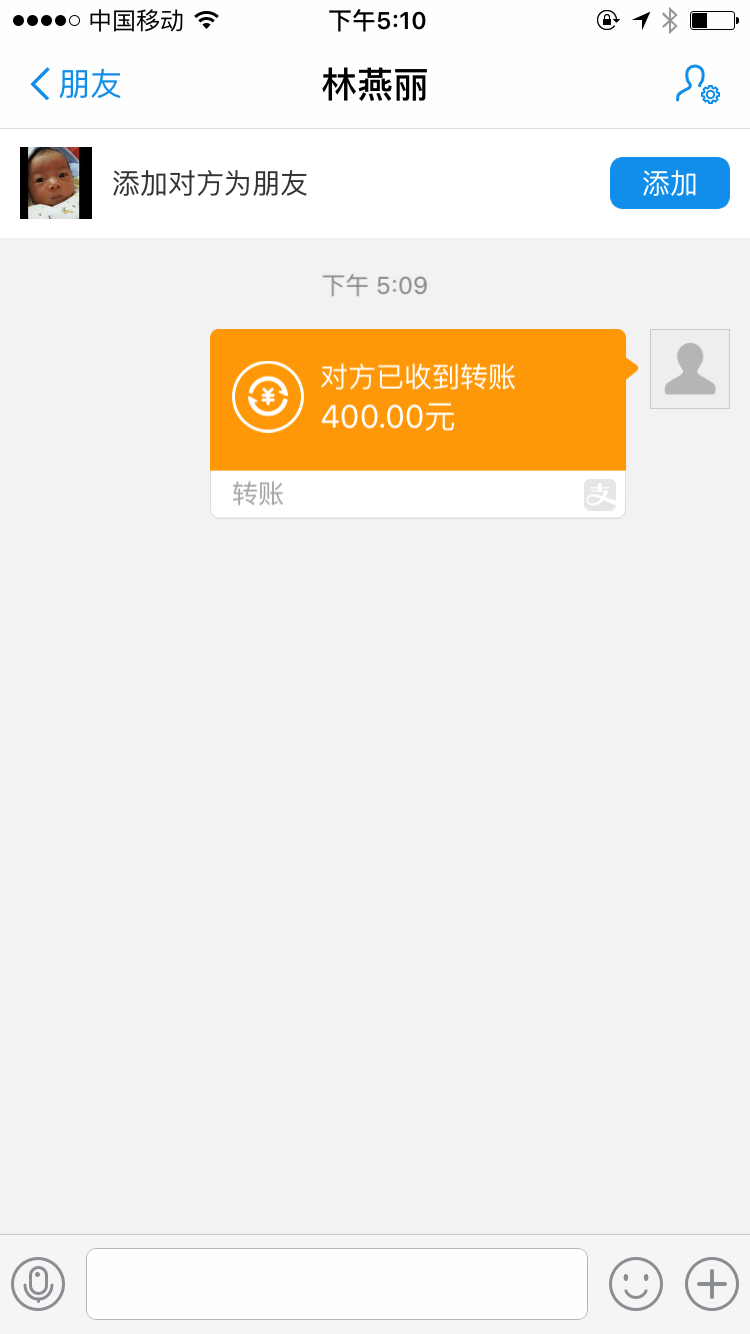 中国移动 下午5:10
朋友 林燕丽
添加对方为朋友 添加
下午 5:09
对方已收到转账
400.00元
转账 支